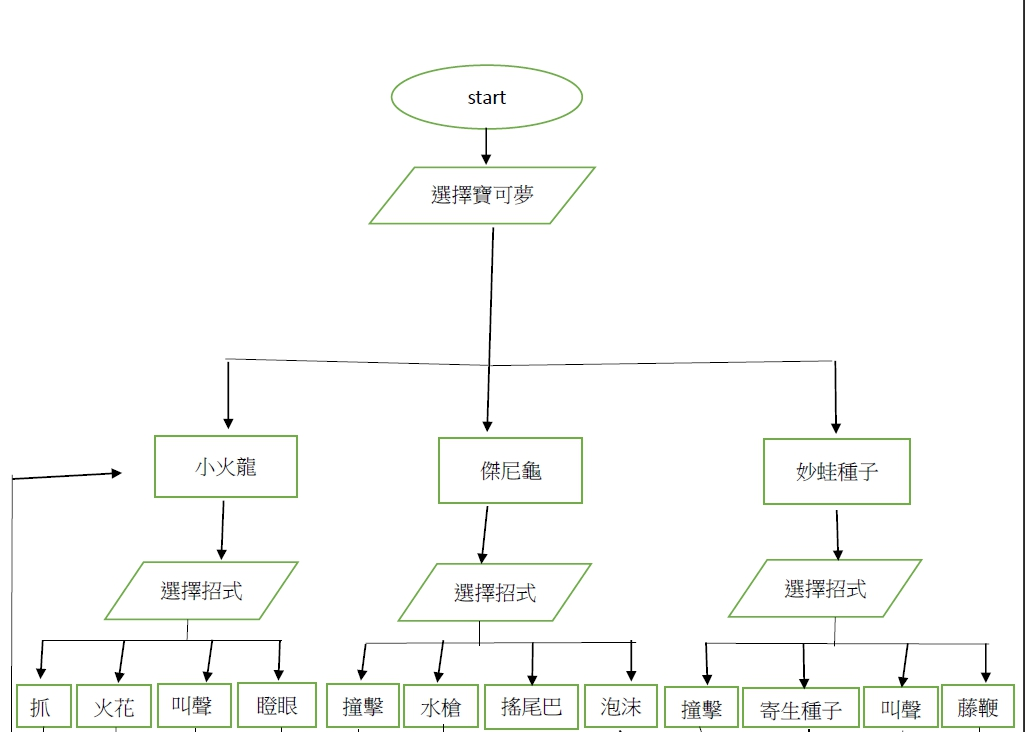 start
選擇寶可夢
小火龍
傑尼龜
妙蛙種子
選擇招式
選擇招式
選擇招式
抓
火花
叫聲
瞪眼
撞擊
水槍
搖尾巴
泡沫
撞擊
寄生種子
叫聲
藤鞭